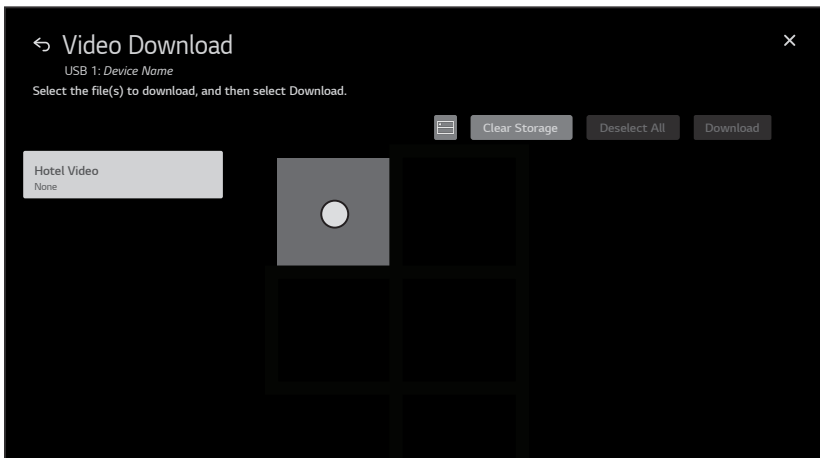 Video Download
USB 1: Device Name
Select the file(s) to download, and then select Download.
Clear Storage Deselect All Download
Hotel Video
None